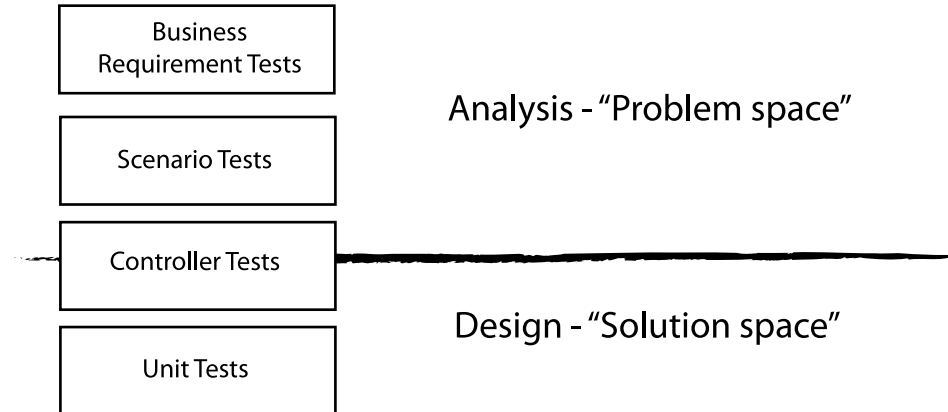 Business
Requirement Tests
Analysis - “Problem space”
Scenario Tests
Controller Tests
Design - “Solution space”
Unit Tests